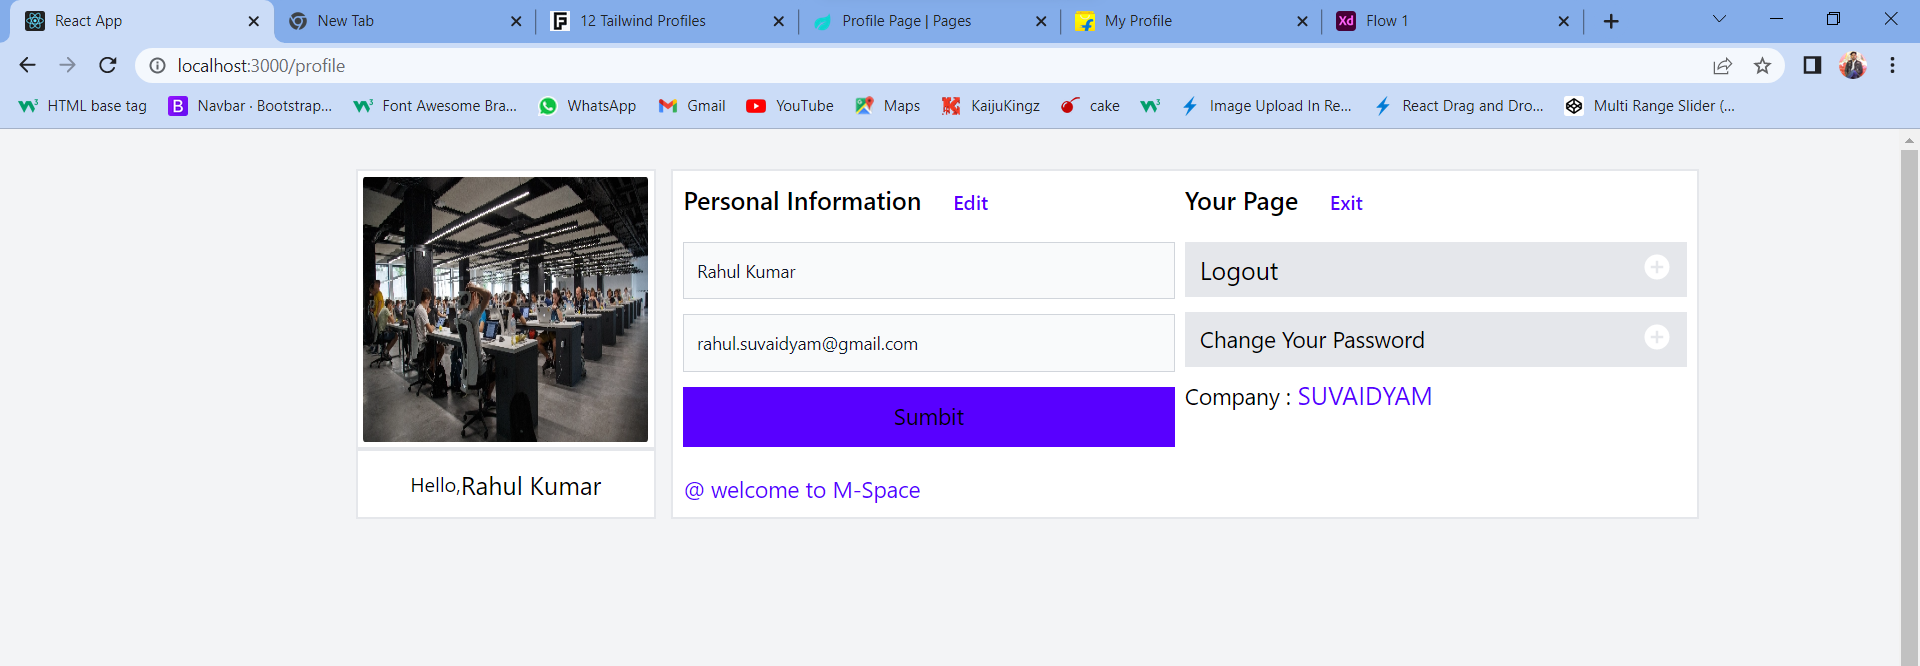 React App
New Tab
12 Tailwind Profiles
Profile Page | Pages
My Profile
Xd Flow 1
localhost:3000/profile
HTML base tag
B Navbar · Bootstrap...
Font Awesome Bra...
WhatsApp
Gmail
YouTube
Maps
KaijuKingz
cake
Image Upload In Re...
React Drag and Dro...
Multi Range Slider (...
Personal Information Edit
Rahul Kumar
rahul.suvaidyam@gmail.com
Sumbit
@ welcome to M-Space
Your Page Exit
Logout
Change Your Password
Company : SUVAIDYAM
Hello,Rahul Kumar